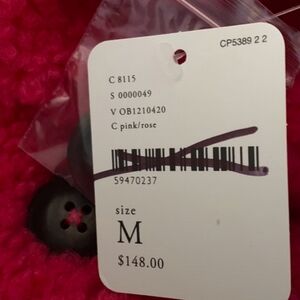 CP5389 2 2
C 8115
S 0000049
V OB1210420
C pink/rose
59470237
size
M
$148.00